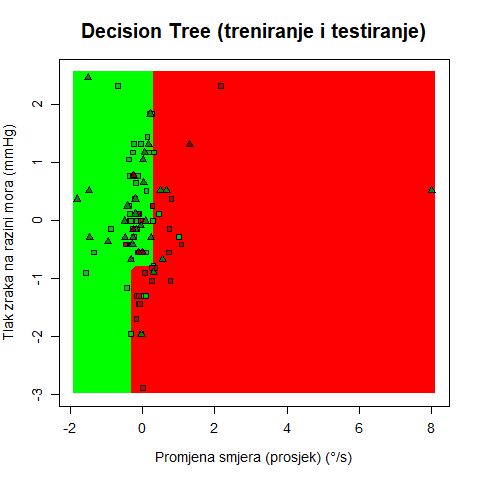 Decision Tree (treniranje i testiranje)
Tlak zraka na razini mora (mmHg)
2
1
0
-1
-2
-3
-2 0 2 4 6 8
Promjena smjera (prosjek) (°/s)